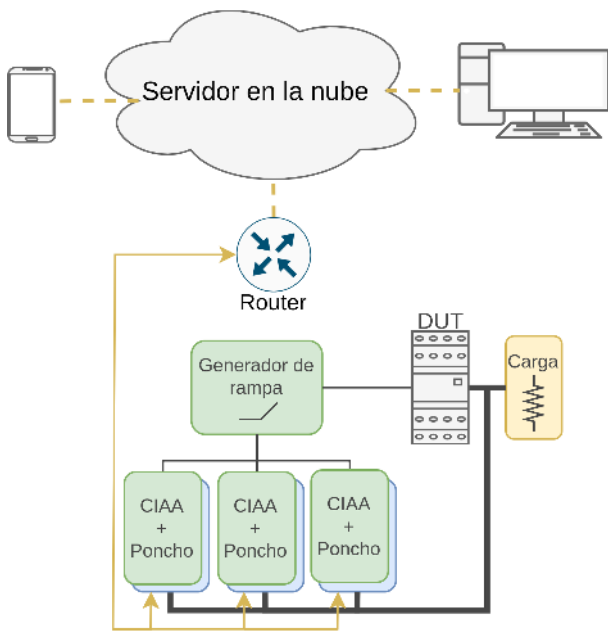 Servidor en la nube
Router
DUT
Generador de
rampa
Carga
CIAA
+
Poncho
CIAA
+
Poncho
CIAA
+
Poncho